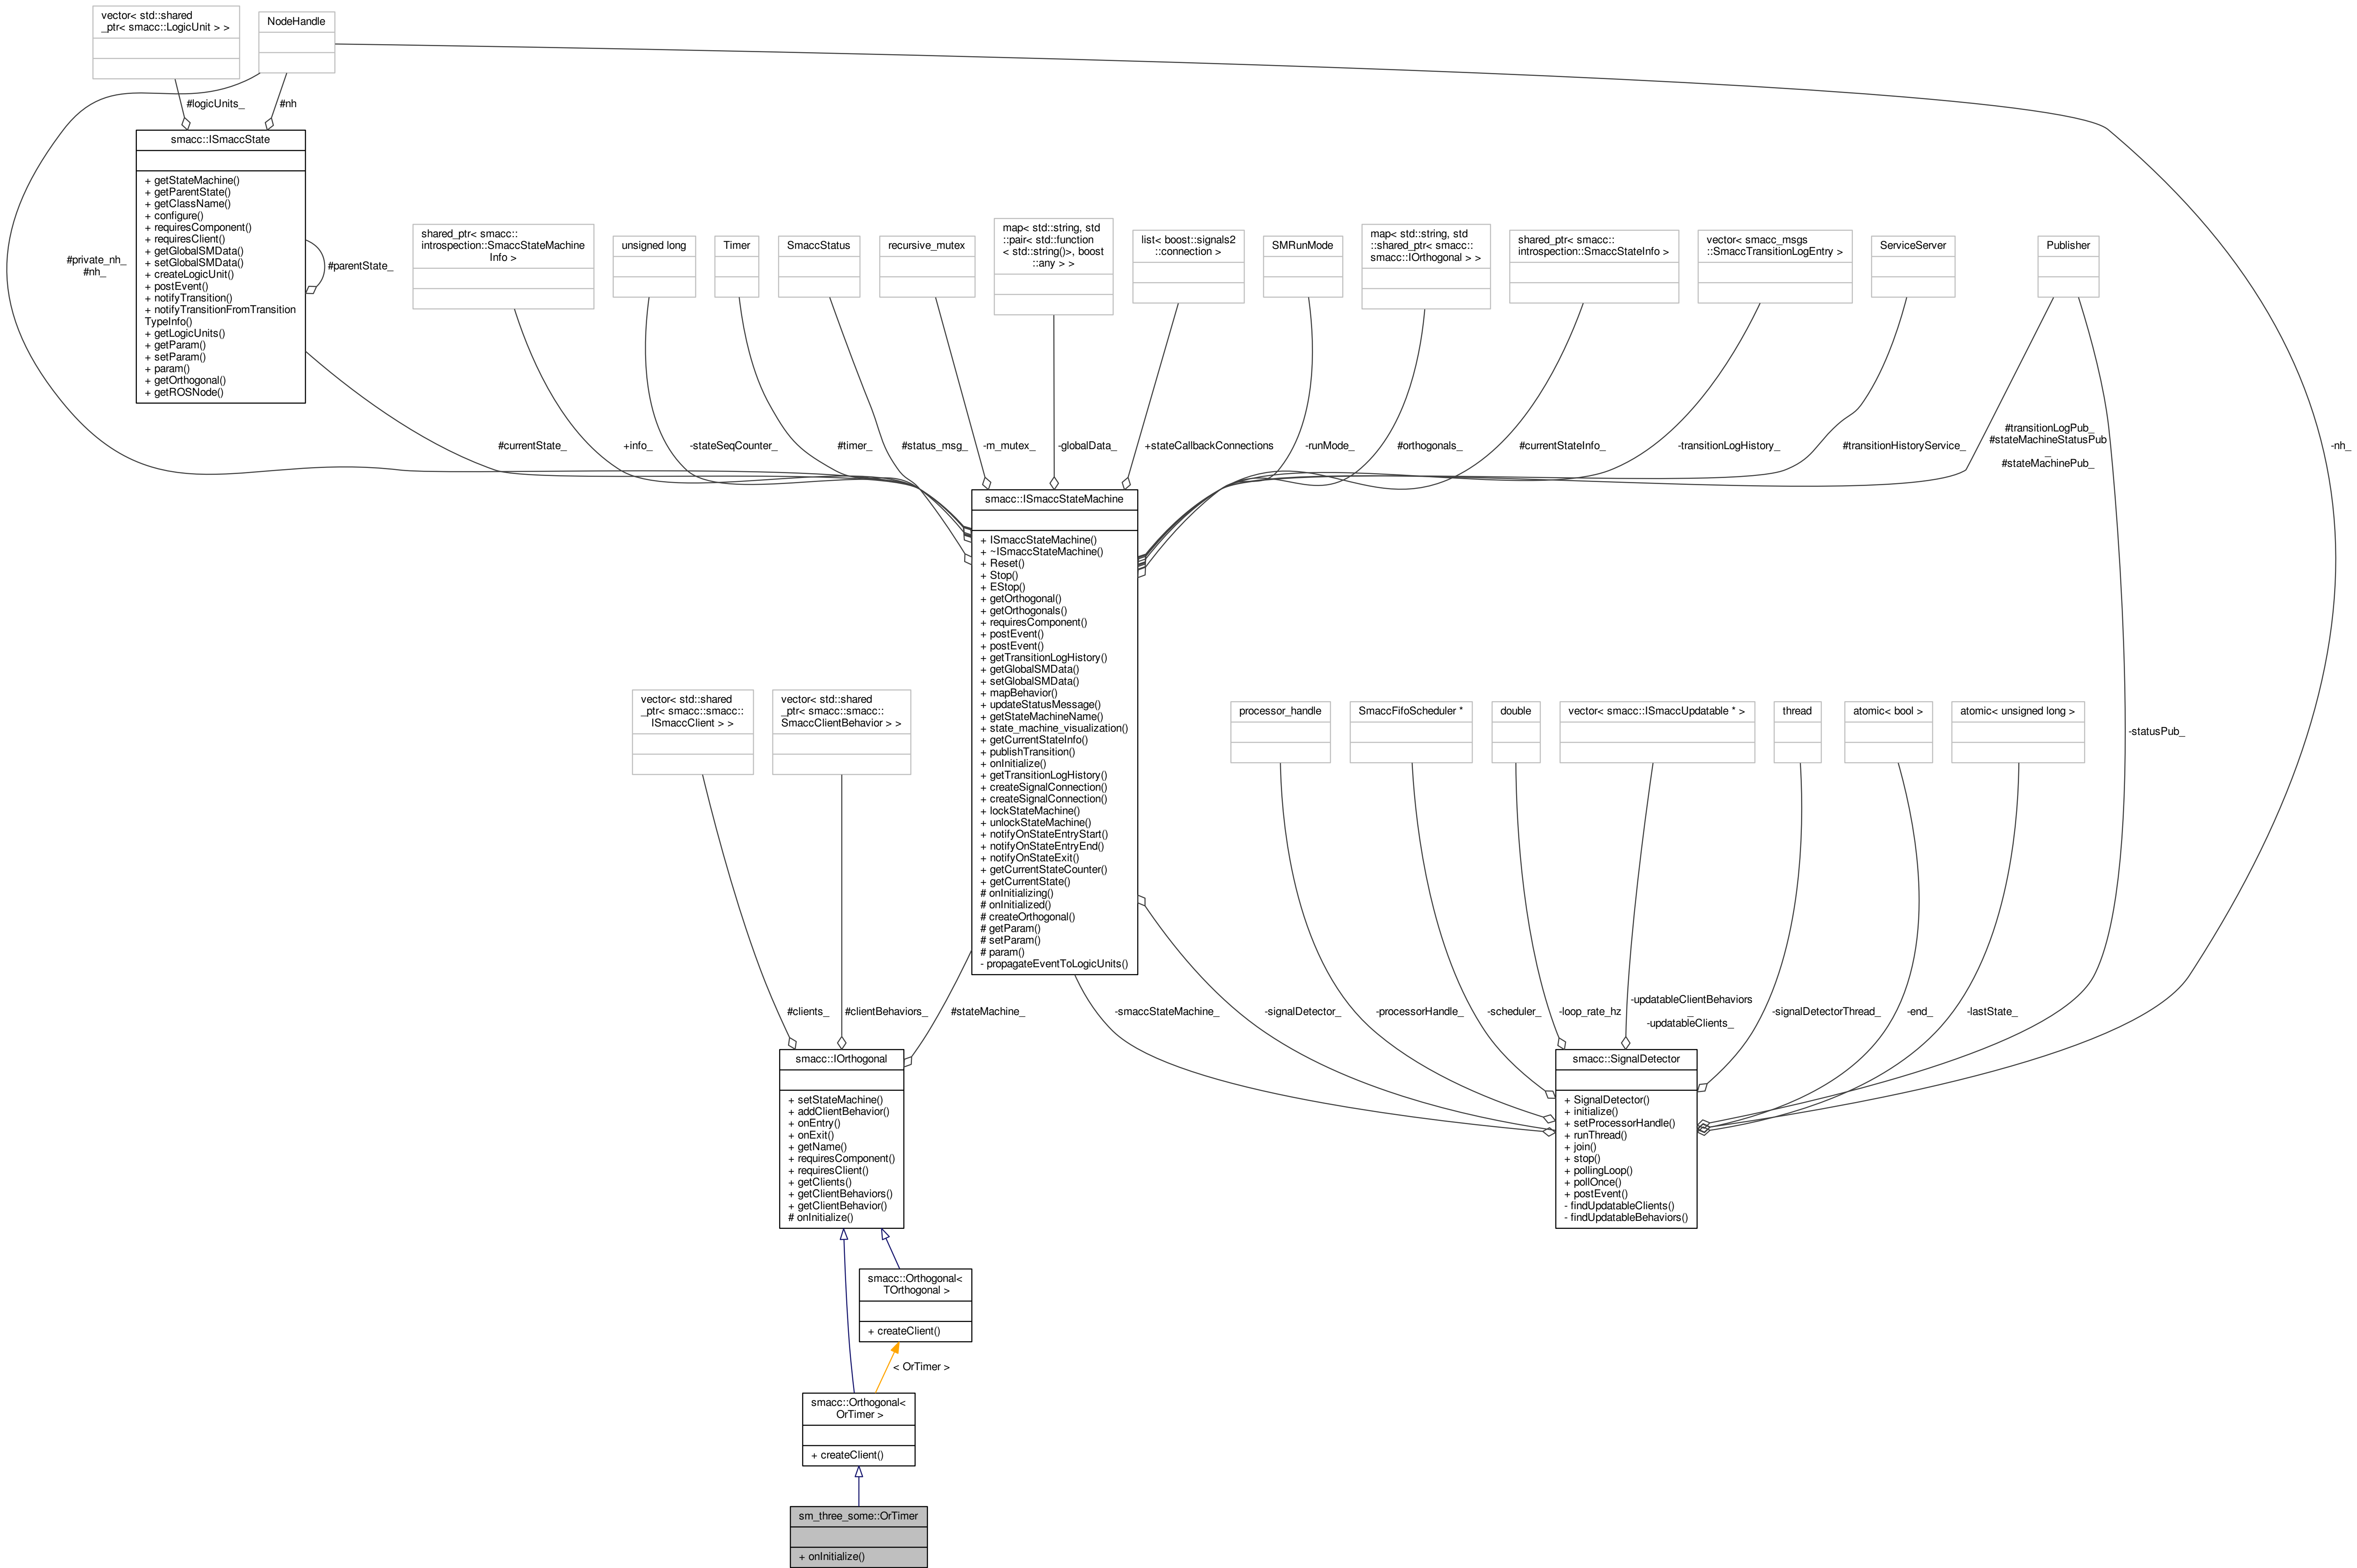 vector< std::shared
_ptr< smacc::LogicUnit > >
NodeHandle
#logicUnits_
#nh
smacc::ISmaccState
+ getStateMachine()
+ getParentState()
+ getClassName()
+ configure()
+ requiresComponent()
+ requiresClient()
+ getGlobalSMData()
+ setGlobalSMData()
+ createLogicUnit()
+ postEvent()
+ notifyTransition()
+ notifyTransitionFromTransition
TypeInfo()
+ getLogicUnits()
+ getParam()
+ setParam()
+ param()
+ getOrthogonal()
+ getROSNode()
#private_nh_
#nh_
#parentState_
shared_ptr< smacc::
introspection::SmaccStateMachine
Info >
unsigned long
Timer
SmaccStatus
recursive_mutex
map< std::string, std
::pair< std::function
< std::string()>, boost
::any > >
list< boost::signals2
::connection >
SMRunMode
map< std::string, std
::shared_ptr< smacc::
smacc::IOrthogonal > >
shared_ptr< smacc::
introspection::SmaccStateInfo >
vector< smacc_msgs
::SmaccTransitionLogEntry >
ServiceServer
Publisher
#currentState_
+info_
-stateSeqCounter_
#timer_
#status_msg_
-m_mutex_
-globalData_
+stateCallbackConnections
-runMode_
#orthogonals_
#currentStateInfo_
-transitionLogHistory_
#transitionHistoryService_
#transitionLogPub_
#stateMachineStatusPub
_
#stateMachinePub_
-nh_
smacc::ISmaccStateMachine
+ ISmaccStateMachine()
+ ~ISmaccStateMachine()
+ Reset()
+ Stop()
+ EStop()
+ getOrthogonal()
+ getOrthogonals()
+ requiresComponent()
+ postEvent()
+ postEvent()
+ getTransitionLogHistory()
+ getGlobalSMData()
+ setGlobalSMData()
+ mapBehavior()
+ updateStatusMessage()
+ getStateMachineName()
+ state_machine_visualization()
+ getCurrentStateInfo()
+ publishTransition()
+ onInitialize()
+ getTransitionLogHistory()
+ createSignalConnection()
+ createSignalConnection()
+ lockStateMachine()
+ unlockStateMachine()
+ notifyOnStateEntryStart()
+ notifyOnStateEntryEnd()
+ notifyOnStateExit()
+ getCurrentStateCounter()
+ getCurrentState()
# onInitializing()
# onInitialized()
# createOrthogonal()
# getParam()
# setParam()
# param()
- propagateEventToLogicUnits()
vector< std::shared
_ptr< smacc::smacc::
ISmaccClient > >
vector< std::shared
_ptr< smacc::smacc::
SmaccClientBehavior > >
processor_handle
SmaccFifoScheduler *
double
vector< smacc::ISmaccUpdatable * >
thread
atomic< bool >
atomic< unsigned long >
-statusPub_
#clients_
#clientBehaviors_
#stateMachine_
-smaccStateMachine_
-signalDetector_
-processorHandle_
-scheduler_
-loop_rate_hz
-updatableClientBehaviors
_
-updatableClients_
-signalDetectorThread_
-end_
-lastState_
smacc::IOrthogonal
+ setStateMachine()
+ addClientBehavior()
+ onEntry()
+ onExit()
+ getName()
+ requiresComponent()
+ requiresClient()
+ getClients()
+ getClientBehaviors()
+ getClientBehavior()
# onInitialize()
smacc::SignalDetector
+ SignalDetector()
+ initialize()
+ setProcessorHandle()
+ runThread()
+ join()
+ stop()
+ pollingLoop()
+ pollOnce()
+ postEvent()
- findUpdatableClients()
- findUpdatableBehaviors()
smacc::Orthogonal<
TOrthogonal >
+ createClient()
< OrTimer >
smacc::Orthogonal<
OrTimer >
+ createClient()
sm_three_some::OrTimer
+ onInitialize()